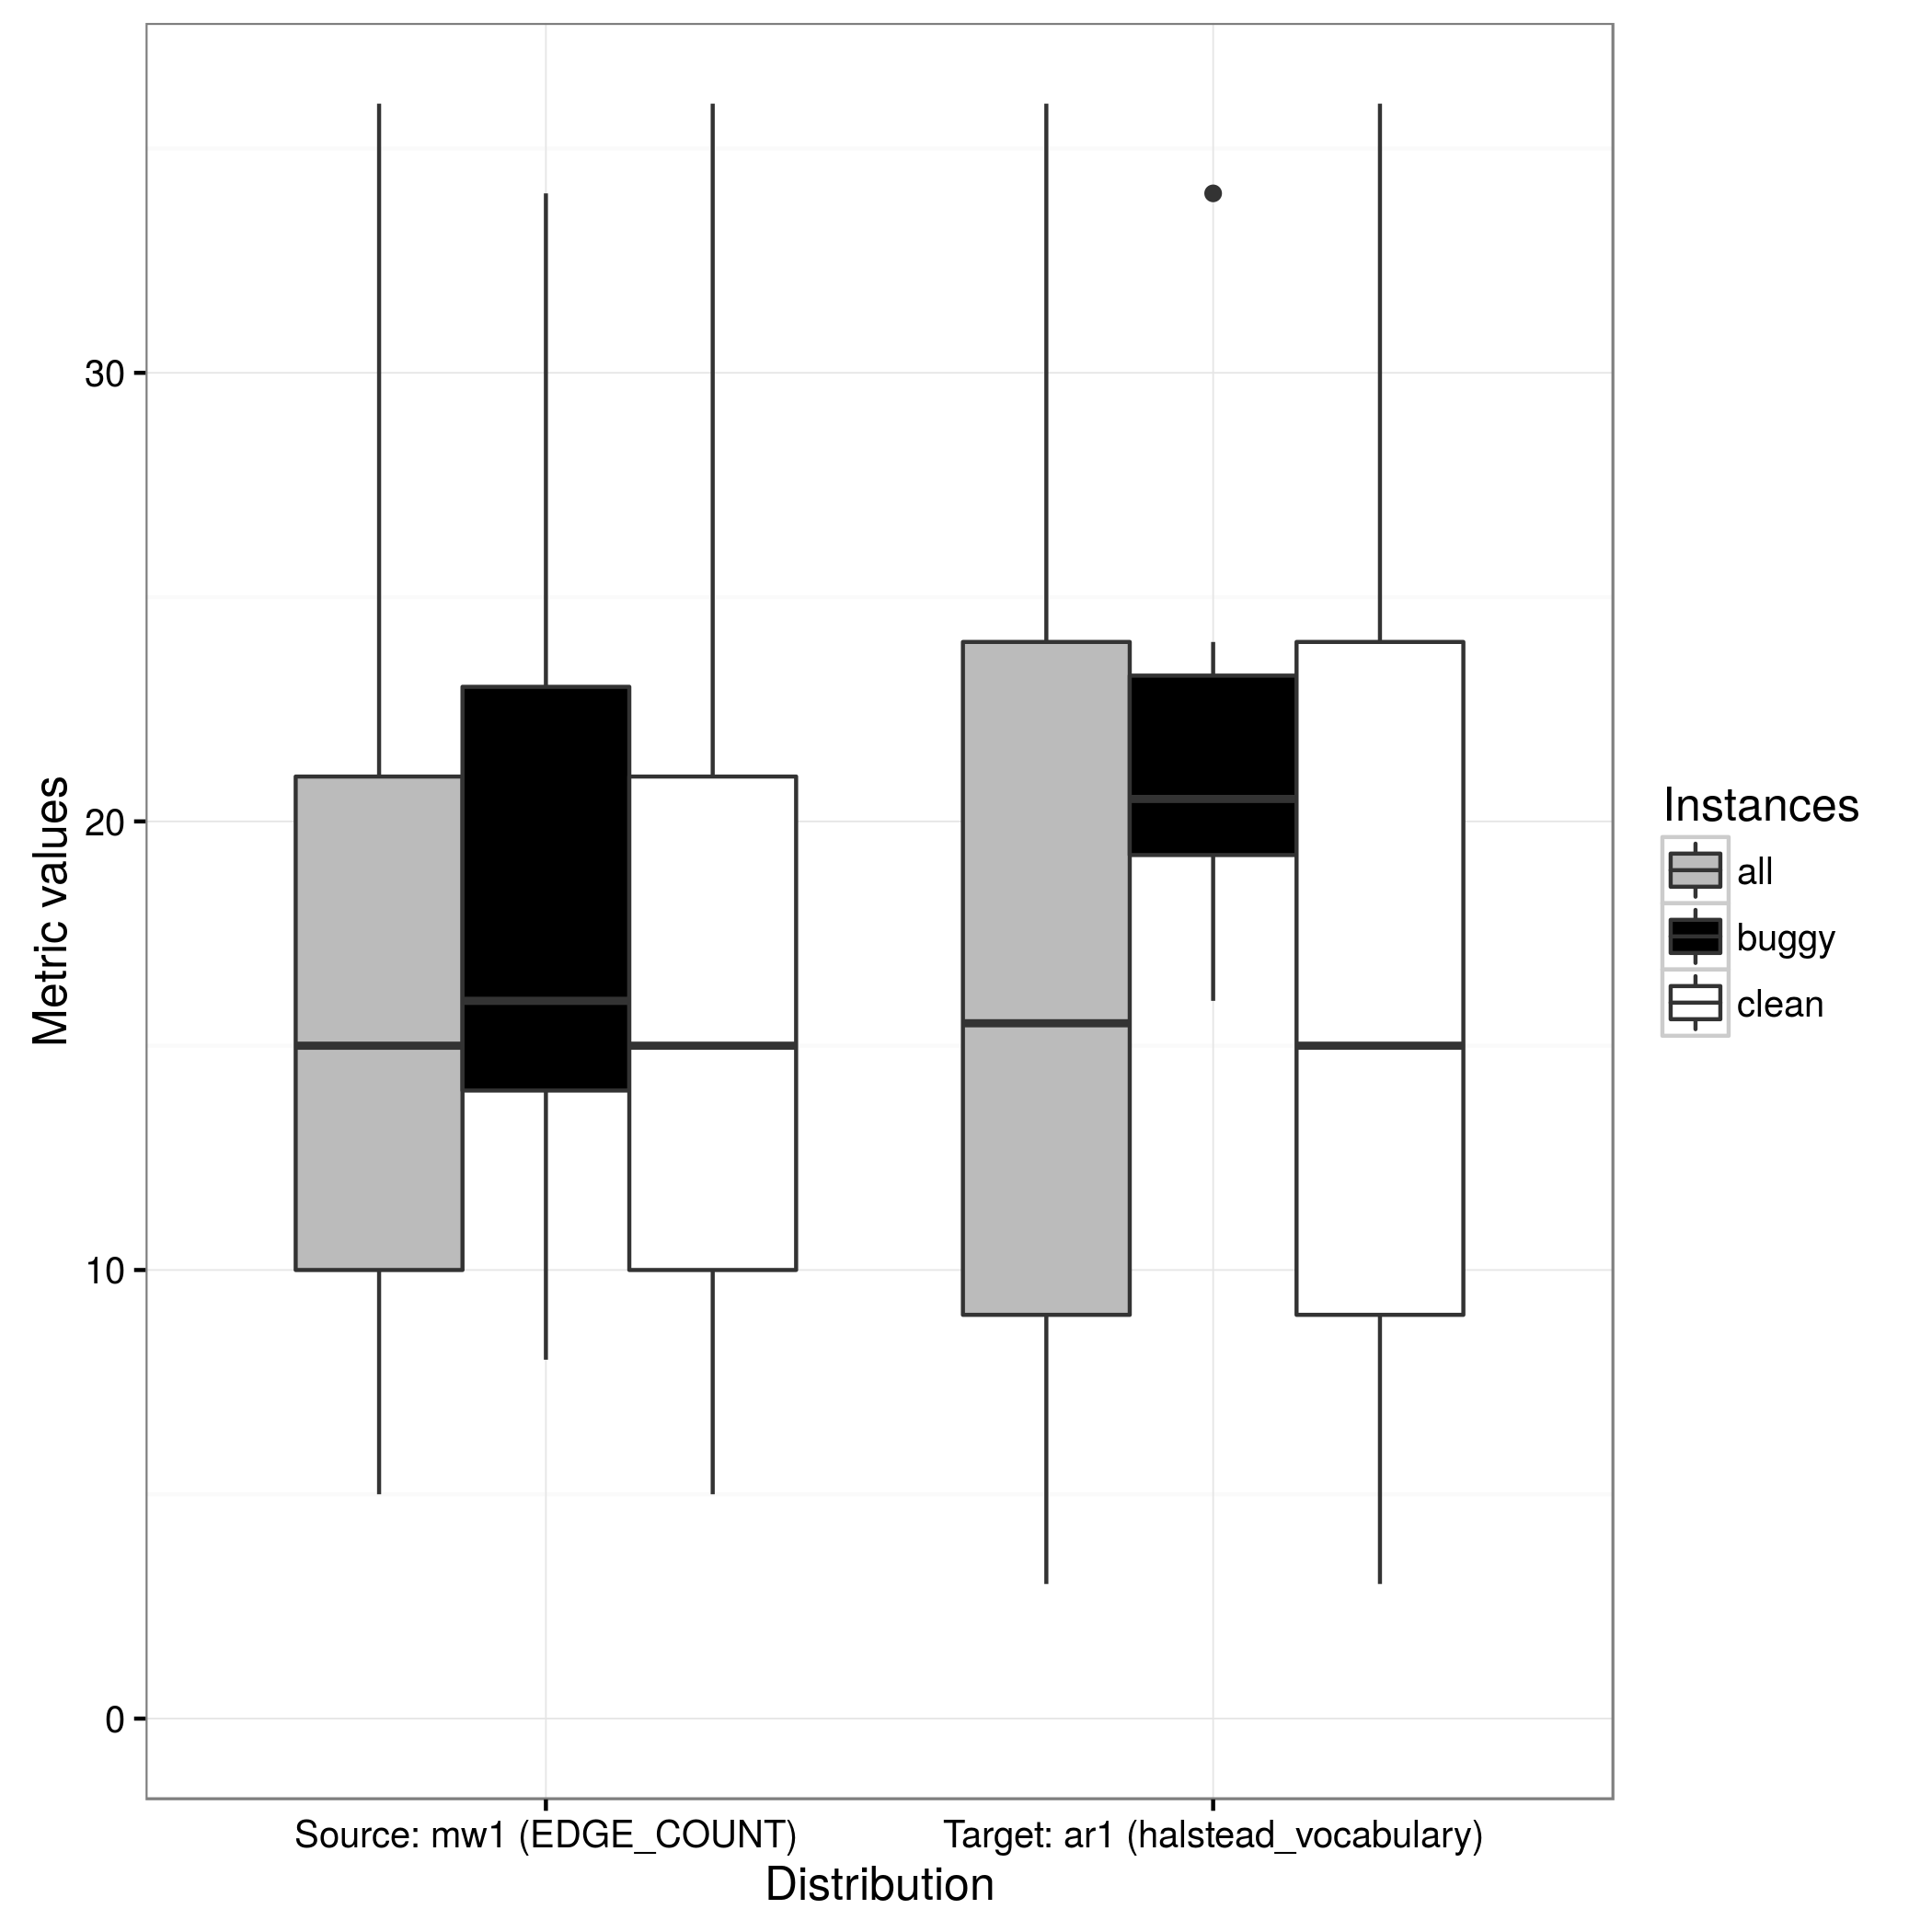 Metric values
30
20
10
0
Source: mw1 (EDGE_COUNT)
Target: ar1 (halstead_vocabulary)
Distribution
Instances
all
buggy
clean